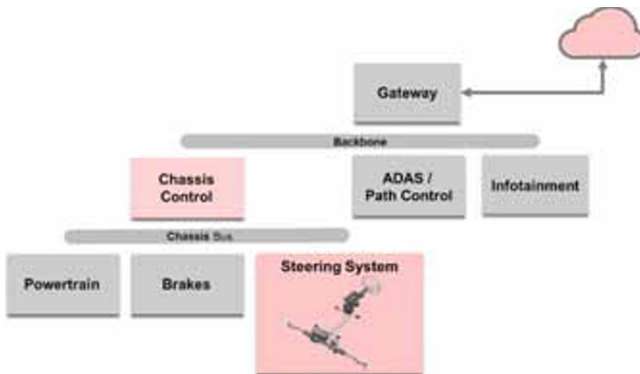 Gateway
Backbone
Chassis
Control
ADAS /
Path Control
Infotainment
Chassis Bus
Powertrain
Brakes
Steering System